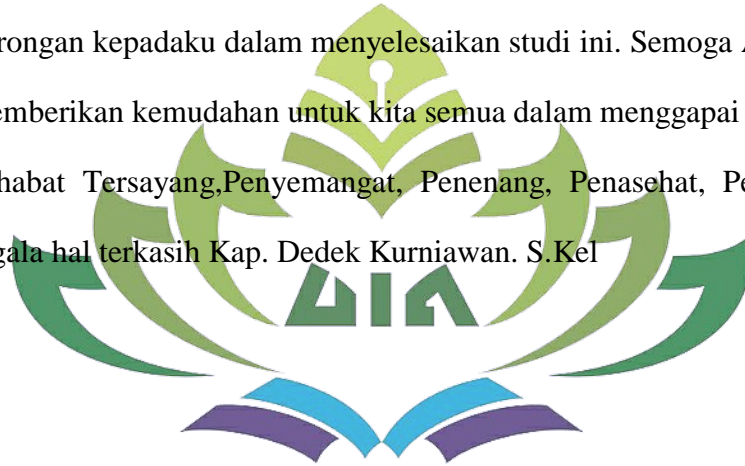 rongan kepadaku dalam menyelesaikan studi ini. Semoga
emberikan kemudahan untuk kita semua dalam menggapai
habat Tersayang,Penyemangat, Penenang, Penasehat,
gala hal terkasih Kap. Dedek Kurniawan. S.Kel
UIN